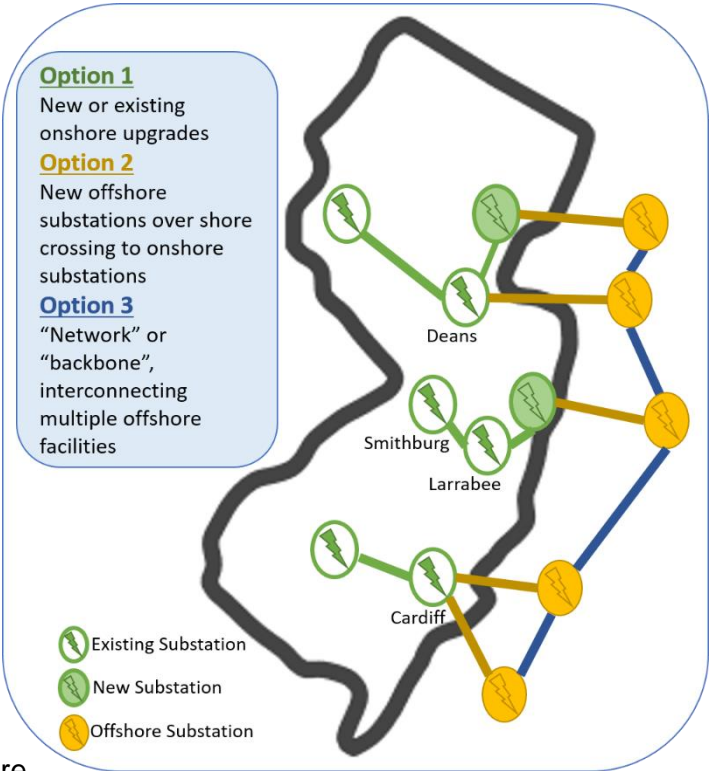 Option 1
New or existing
onshore upgrades
Option 2
New offshore
substations over shore
crossing to onshore
substations
Option 3
“Network” or
“backbone”,
interconnecting
multiple offshore
facilities
Deans
Smithburg
Larrabee
Cardiff
Existing Substation
New Substation
Offshore Substation
re